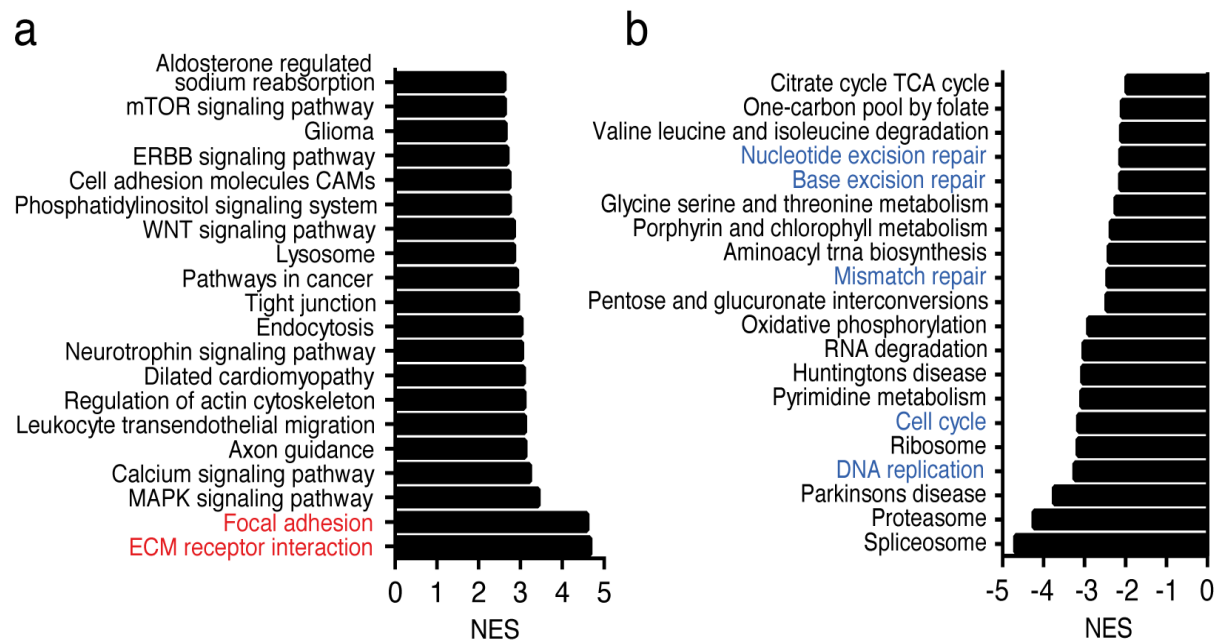 a
Aldosterone regulated
sodium reabsorption
mTOR signaling pathway
Glioma
ERBB signaling pathway
Cell adhesion molecules CAMs
Phosphatidylinositol signaling system
WNT signaling pathway
Lysosome
Pathways in cancer
Tight junction
Endocytosis
Neurotrophin signaling pathway
Dilated cardiomyopathy
Regulation of actin cytoskeleton
Leukocyte transendothelial migration
Axon guidance
Calcium signaling pathway
MAPK signaling pathway
Focal adhesion
ECM receptor interaction
0 1 2 3 4 5
NES
b
Citrate cycle TCA cycle
One-carbon pool by folate
Valine leucine and isoleucine degradation
Nucleotide excision repair
Base excision repair
Glycine serine and threonine metabolism
Porphyrin and chlorophyll metabolism
Aminoacyl trna biosynthesis
Mismatch repair
Pentose and glucuronate interconversions
Oxidative phosphorylation
RNA degradation
Huntingtons disease
Pyrimidine metabolism
Cell cycle
Ribosome
DNA replication
Parkinsons disease
Proteasome
Spliceosome
-5 -4 -3 -2 -1 0
NES